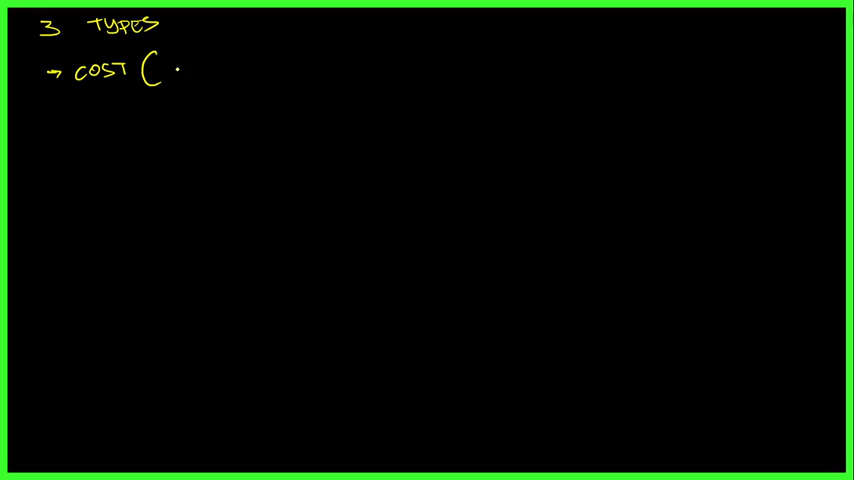 3 TYPES
→ COST (